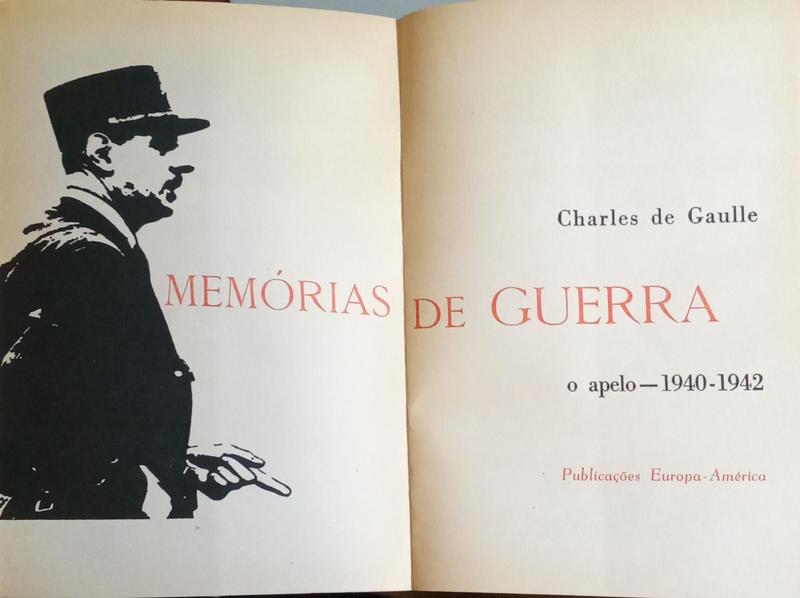 Charles de Gaulle
MEMÓRIAS DE GUERRA
o apelo—1940-1942
Publicações Europa-América